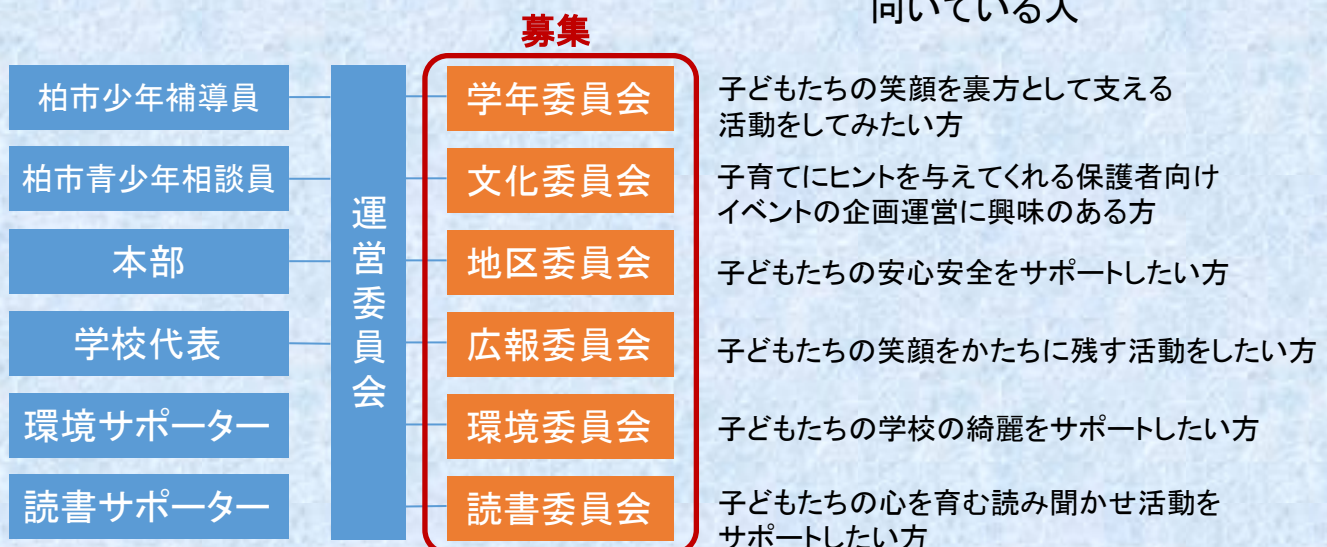 向いている人
募集
柏市少年補導員
柏市青少年相談員
本部
学校代表
環境サポーター
読書サポーター
運営委員会
学年委員会
子どもたちの笑顔を裏方として支える
活動をしてみたい方
文化委員会
子育てにヒントを与えてくれる保護者向け
イベントの企画運営に興味のある方
地区委員会
子どもたちの安心安全をサポートしたい方
広報委員会
子どもたちの笑顔をかたちに残す活動をしたい方
環境委員会
子どもたちの学校の綺麗をサポートしたい方
読書委員会
子どもたちの心を育む読み聞かせ活動を
サポートしたい方